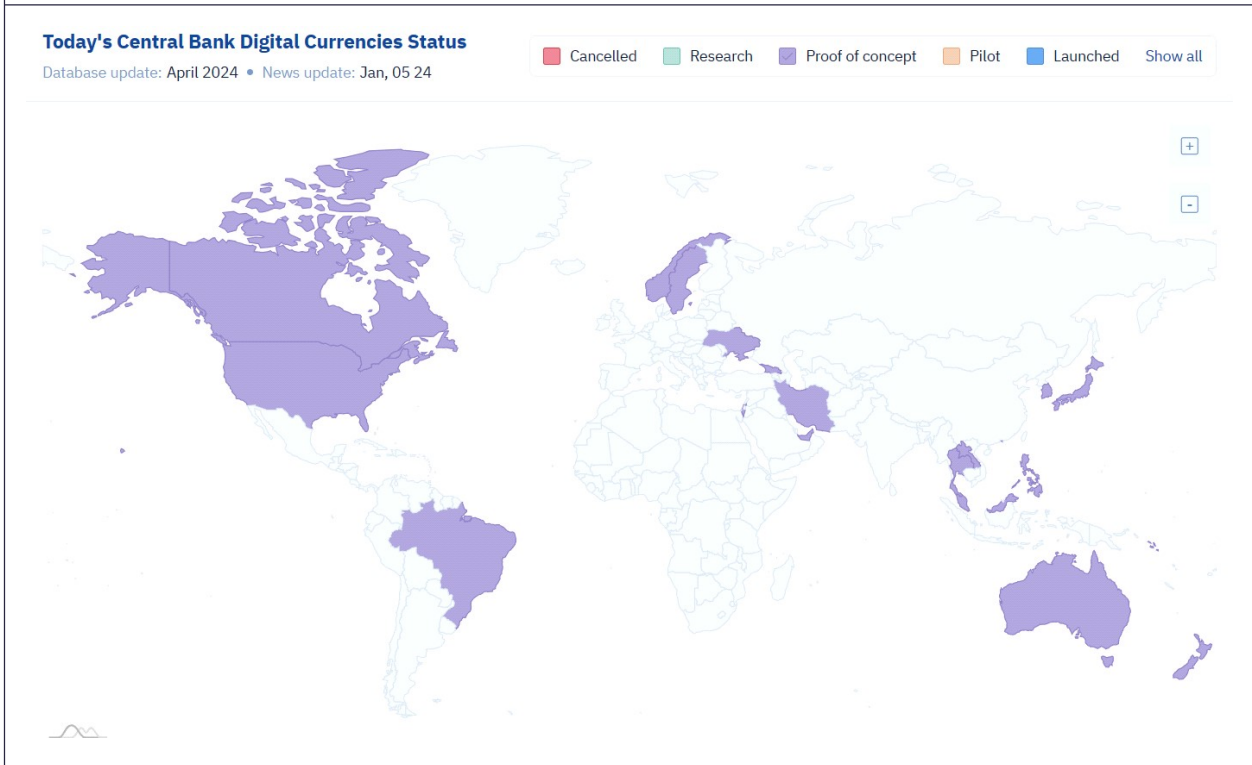 Today's Central Bank Digital Currencies Status
Database update: April 2024 • News update: Jan, 05 24
Cancelled Research Proof of concept Pilot Launched Show all
+
-